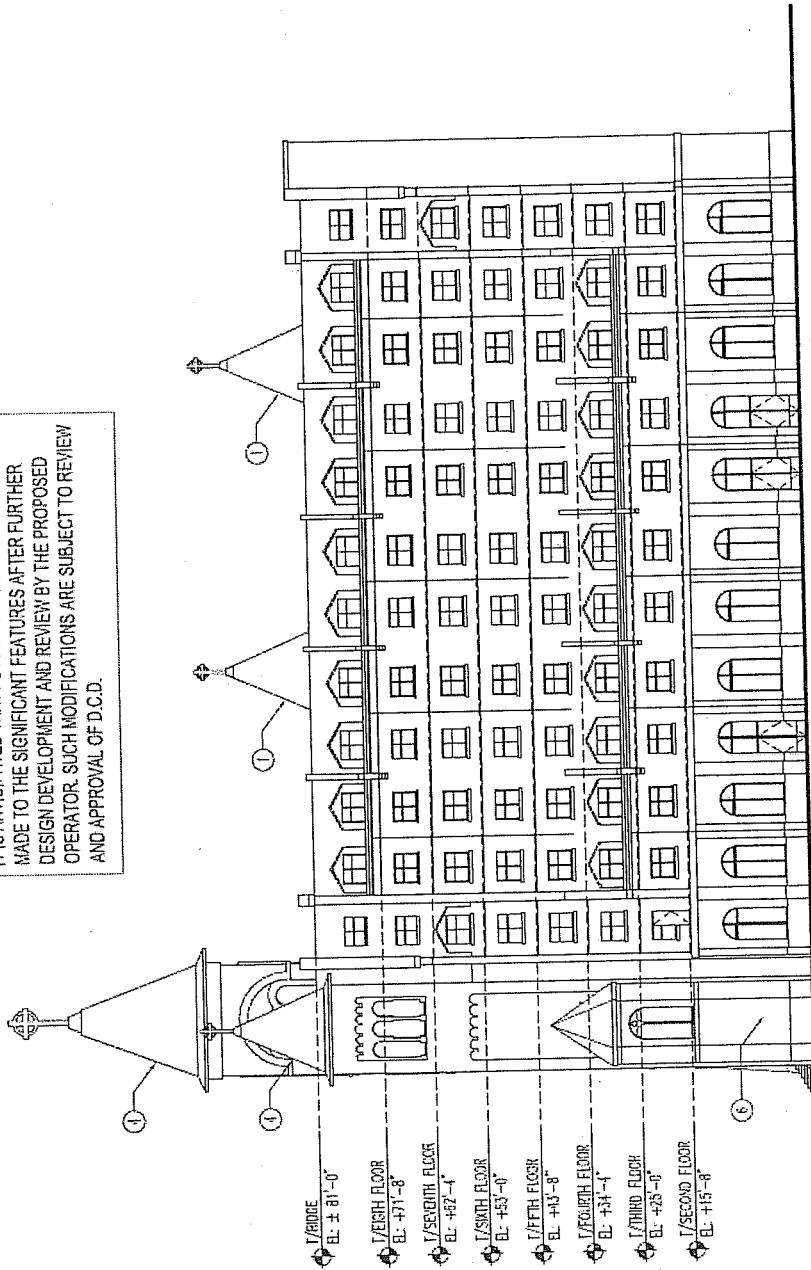 MADE TO THE SIGNIFICANT FEATURES AFTER FURTHER
DESIGN DEVELOPMENT AND REVIEW BY THE PROPOSED
OPERATOR. SUCH MODIFICATIONS ARE SUBJECT TO REVIEW
AND APPROVAL OF D.C.D.
1
1
4
4
6
T/RIDGE
EL: ± 81'-0"
T/EIGTH FLOOR
EL: +71'-8"
T/SEVENTH FLOOR
EL: +62'-4"
T/SIXTH FLOOR
EL: +53'-0"
T/FIFTH FLOOR
EL: +43'-8"
T/FOURTH FLOOR
EL: +34'-4"
T/THIRD FLOOR
EL: +25'-0"
T/SECOND FLOOR
EL: +15'-8"